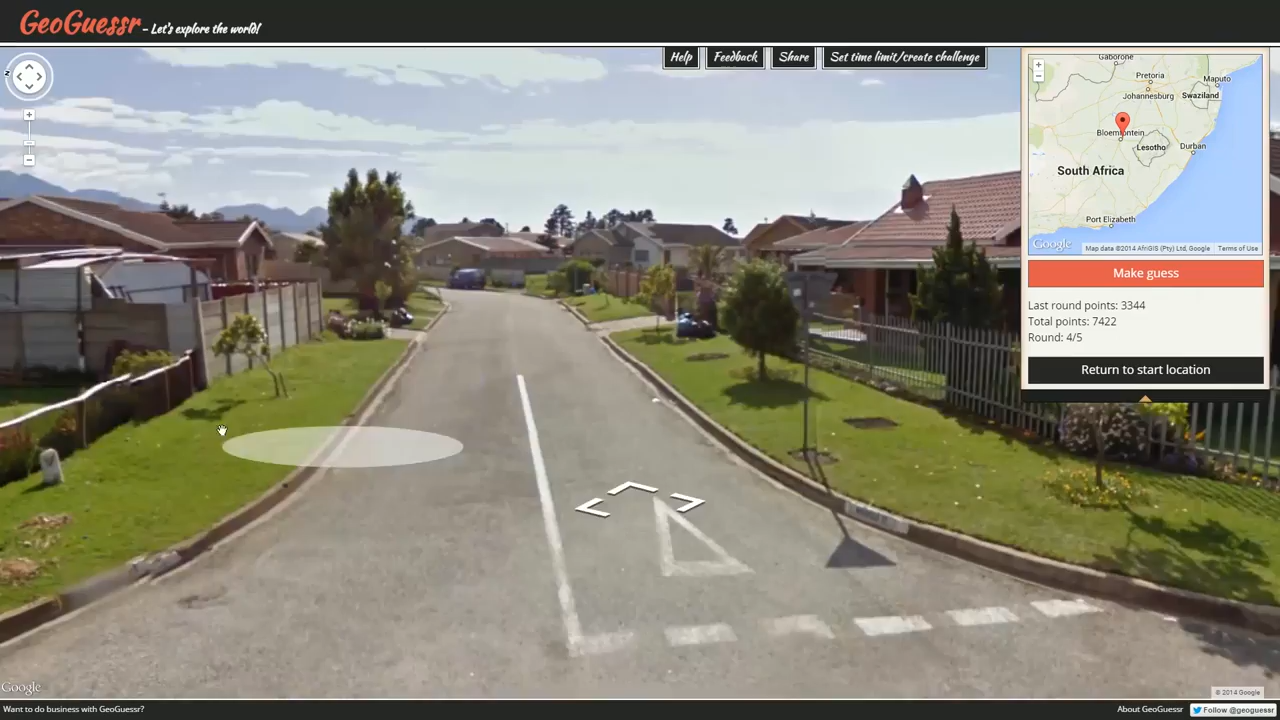 GeoGuessr - Let's explore the world!
Help
Feedback
Share
Set time limit/create challenge
Gaborone
Pretoria
Maputo
Johannesburg
Swaziland
Bloemfontein
Lesotho
Durban
South Africa
Port Elizabeth
Google
Map data ©2014 AfriGIS (Pty) Ltd, Google
Terms of Use
Make guess
Last round points: 3344
Total points: 7422
Round: 4/5
Return to start location
Google
© 2014 Google
Want to do business with GeoGuessr?
About GeoGuessr
Follow @geoguessr